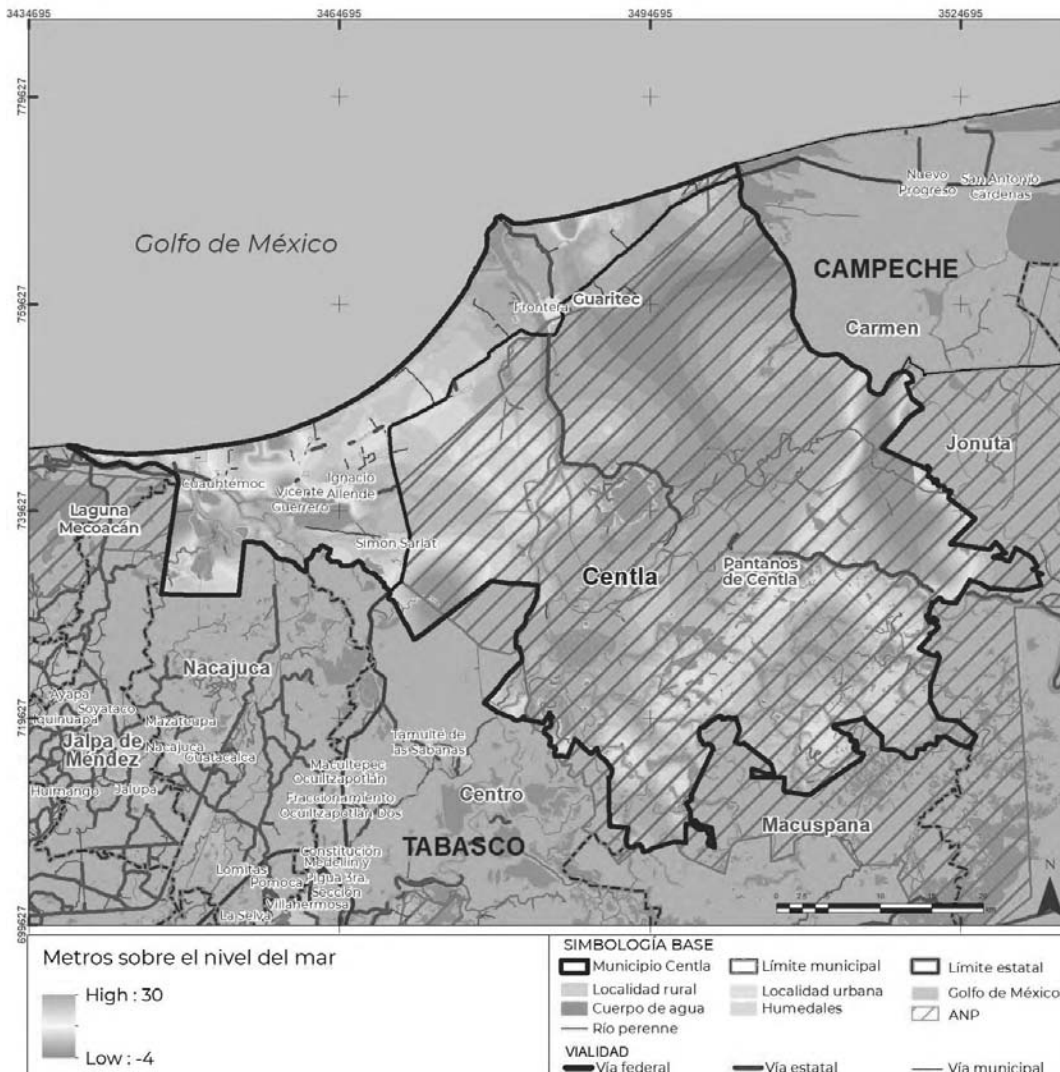 3434695
3464695
3494695
3524695
779627
759627
739627
719627
699627
Golfo de México
CAMPECHE
Nuevo
Progreso
San Antonio
Cárdenas
Carmen
Guaritec
Frontera
Jonuta
Cuauhtémoc
Vicente
Guerrero
Ignacio
Allende
Laguna
Mecoacán
Simón Sarlat
Centla
Pantanos
de Centla
Nacajuca
Ayapa
Soyataco
Iquinuapa
Mazateupa
Jalpa de
Méndez
Nacajuca
Guatacalca
Tamulté de
las Sabanas
Macultepec
Ocuiltzapotlán
Huimango
Jalupa
Fraccionamiento
Ocuiltzapotlán Dos
Centro
TABASCO
Macuspana
Constitución
Medellín y
Pigua 3ra.
Sección
Lomitas
Pomoca
Villahermosa
La Selva
N
Metros sobre el nivel del mar
High : 30
Low : -4
SIMBOLOGÍA BASE
Municipio Centla
Límite municipal
Límite estatal
Localidad rural
Localidad urbana
Golfo de México
Cuerpo de agua
Humedales
ANP
Río perenne
VIALIDAD
Vía federal
Vía estatal
Vía municipal